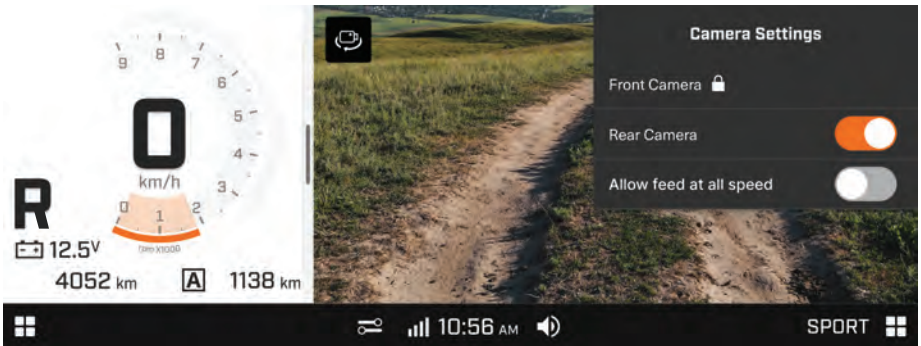 9 8 7
6
5
4
3
0 1 2
(rpm X1000)
0
km/h
R
12.5V
4052 km A 1138 km
Camera Settings
Front Camera
Rear Camera
Allow feed at all speed
10:56 AM
SPORT